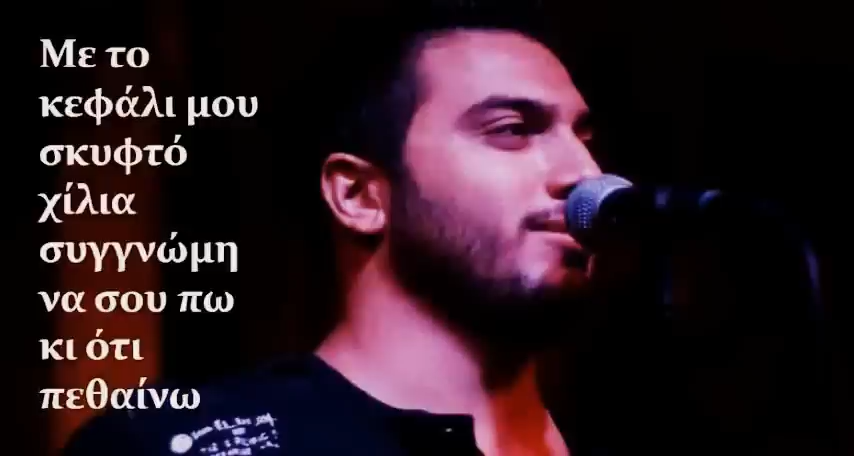 Με το
κεφάλι μου
σκυφτό
χίλια
συγγνώμη
να σου πω
κι ότι
πεθαίνω